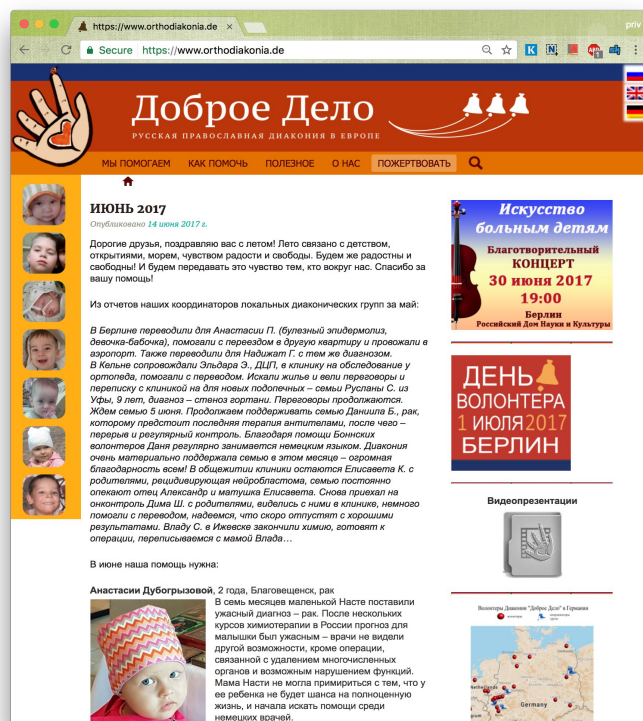 https://www.orthodiakonia.de
priv
Secure https://www.orthodiakonia.de
Доброе Дело
РУССКАЯ ПРАВОСЛАВНАЯ ДИАКОНИЯ В ЕВРОПЕ
МЫ ПОМОГАЕМ КАК ПОМОЧЬ ПОЛЕЗНОЕ О НАС ПОЖЕРТВОВАТЬ
ИЮНЬ 2017
Опубликовано 14 июня 2017 г.
Дорогие друзья, поздравляю вас с летом! Лето связано с детством,
открытиями, морем, чувством радости и свободы. Будем же радостны и
свободны! И будем передавать это чувство тем, кто вокруг нас. Спасибо за
вашу помощь!
Из отчетов наших координаторов локальных диаконических групп за май:
В Берлине переводили для Анастасии П. (булезный эпидермолиз,
девочка-бабочка), помогали с переездом в другую квартиру и провожали в
аэропорт. Также переводили для Надижат Г. с тем же диагнозом.
В Кельне сопровождали Эльдара Э., ДЦП, в клинику на обследование у
ортопеда, помогали с переводом. Искали жилье и вели переговоры и
переписку с клиникой на для новых подопечных – семьи Русланы С. из
Уфы, 9 лет, диагноз – стеноз гортани. Переговоры продолжаются.
Ждем семью 5 июня. Продолжаем поддерживать семью Даниила Б., рак,
которому предстоит последняя терапия антителами, после чего –
перерыв и регулярный контроль. Благодаря помощи Боннских
волонтеров Даня регулярно занимается немецким языком. Диакония
очень материально поддержала семью в этом месяце – огромная
благодарность всем! В общежитии клиники остаются Елисавета К. с
родителями, рецидивирующая нейробластома, семью постоянно
опекают отец Александр и матушка Елисавета. Снова приехал на
онконтроль Дима Ш. с родителями, виделись с ними в клинике, немного
помогли с переводом, надеемся, что скоро отпустят с хорошими
результатами. Владу С. в Ижевске закончили химию, готовят к
операции, переписываемся с мамой Влада…
В июне наша помощь нужна:
Анастасии Дубогрызовой, 2 года, Благовещенск, рак
В семь месяцев маленькой Насте поставили
ужасный диагноз – рак. После нескольких
курсов химиотерапии в России прогноз для
малышки был ужасным – врачи не видели
другой возможности, кроме операции,
связанной с удалением многочисленных
органов и возможным нарушением функций.
Мама Насти не могла примириться с тем, что у
ее ребенка не будет шанса на полноценную
жизнь, и начала искать помощи среди
немецких врачей.
Искусство
больным детям
Благотворительный
КОНЦЕРТ
30 июня 2017
19:00
Берлин
Российский Дом Науки и Культуры
ДЕНЬ
ВОЛОНТЁРА
1 ИЮЛЯ 2017
БЕРЛИН
Видеопрезентации
Волонтеры Диаконии "Доброе Дело" в Германии
Germany